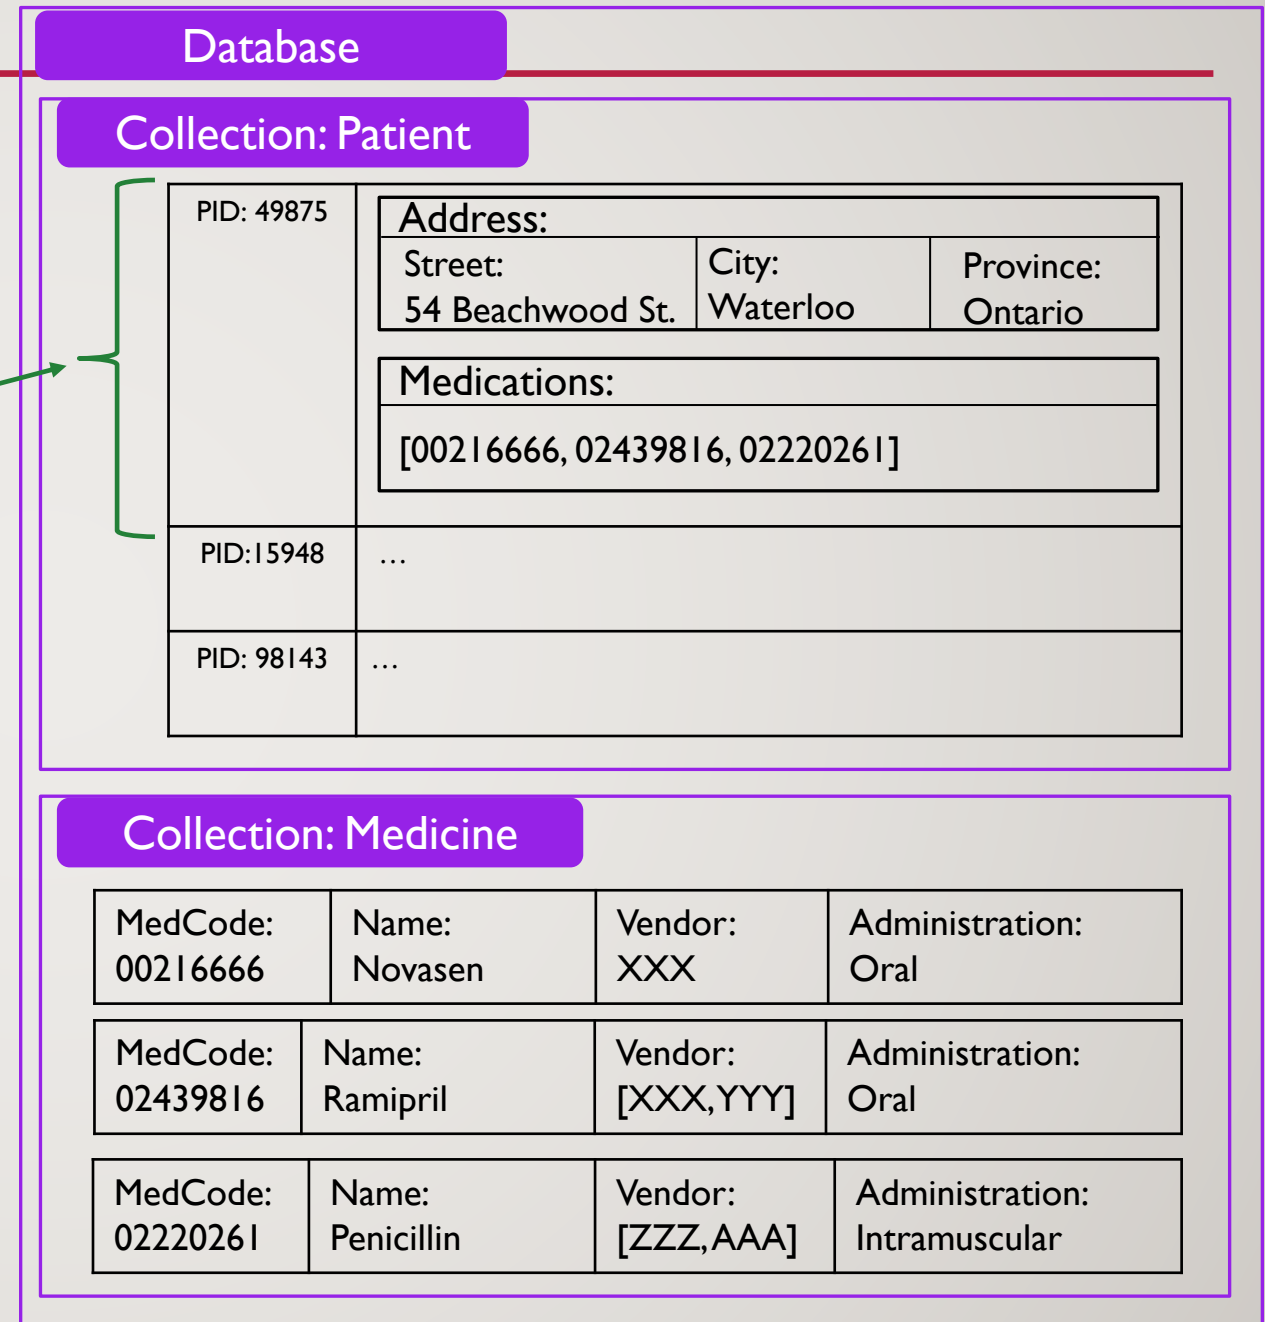 Database
Collection: Patient
PID: 49875
Address:
Street:
54 Beachwood St.
City:
Waterloo
Province:
Ontario
Medications:
[00216666, 02439816, 02220261]
PID:15948
…
PID: 98143
…
Collection: Medicine
MedCode:
00216666
Name:
Novasen
Vendor:
XXX
Administration:
Oral
MedCode:
02439816
Name:
Ramipril
Vendor:
[XXX,YYY]
Administration:
Oral
MedCode:
02220261
Name:
Penicillin
Vendor:
[ZZZ,AAA]
Administration:
Intramuscular